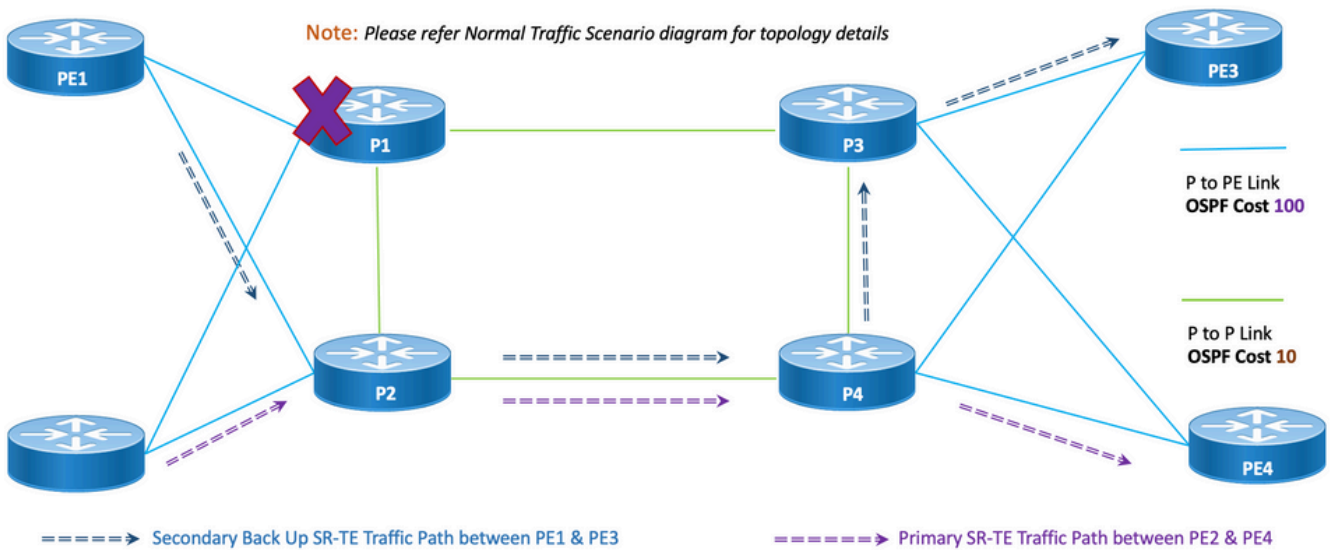 Note: Please refer Normal Traffic Scenario diagram for topology details
PE1
PE3
P1
P3
P to PE Link
OSPF Cost 100
P to P Link
OSPF Cost 10
P2
P4
PE4
Secondary Back Up SR-TE Traffic Path between PE1 & PE3
Primary SR-TE Traffic Path between PE2 & PE4